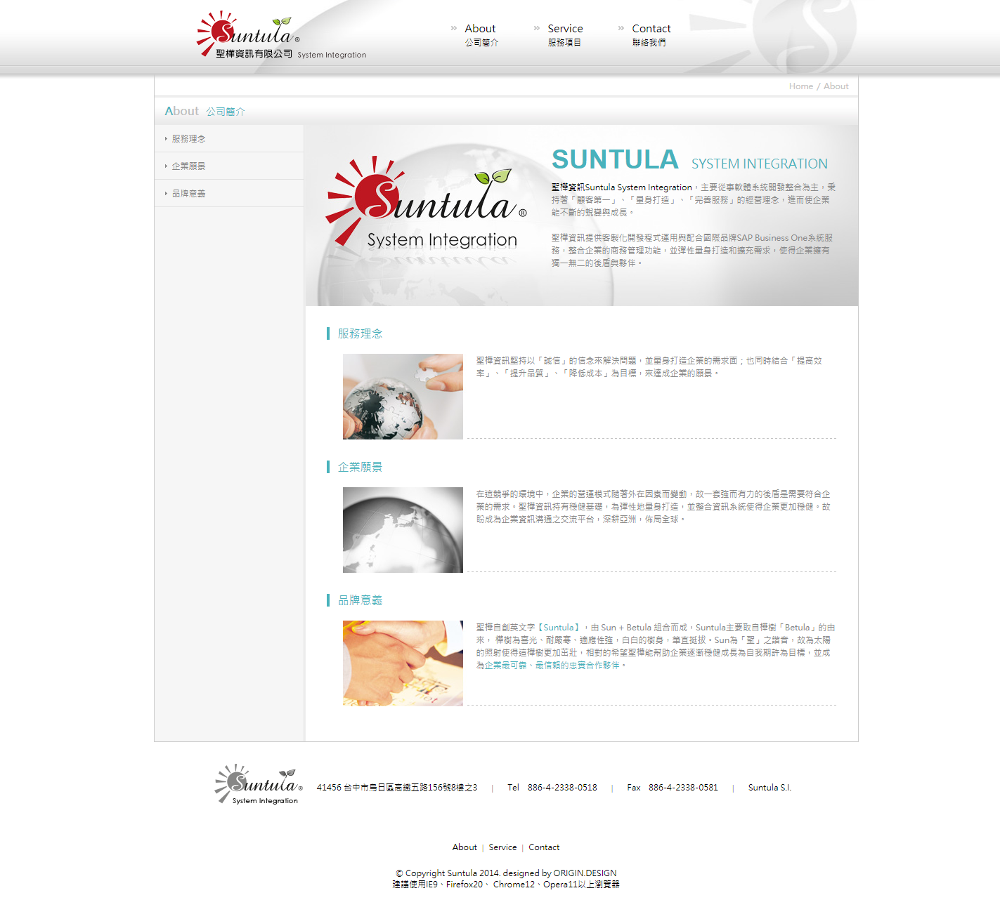 Suntula®
聖樺資訊有限公司 System Integration
About
公司簡介
Service
服務項目
Contact
聯絡我們
Home / About
About 公司簡介
服務理念
企業願景
品牌意義
Suntula®
System Integration
SUNTULA SYSTEM INTEGRATION
聖樺資訊Suntula System Integration，主要從事軟體系統開發整合為主，秉
持著「顧客第一」、「量身打造」、「完善服務」的經營理念，進而使企業
能不斷的蛻變與成長。
聖樺資訊提供客製化開發程式運用與配合國際品牌SAP Business One系統服
務，整合企業的商務管理功能，並彈性量身打造和擴充需求，使得企業擁有
獨一無二的後盾與夥伴。
服務理念
聖樺資訊堅持以「誠信」的信念來解決問題，並量身打造企業的需求面；也同時結合「提高效
率」、「提升品質」、「降低成本」為目標，來達成企業的願景。
企業願景
在這競爭的環境中，企業的營運模式隨著外在因素而變動，故一套強而有力的後盾是需要符合企
業的需求。聖樺資訊持有穩健基礎，為彈性地量身打造，並整合資訊系統使得企業更加穩健。故
盼成為企業資訊溝通之交流平台，深耕亞洲，佈局全球。
品牌意義
聖樺自創英文字【Suntula】，由 Sun + Betula 組合而成，Suntula主要取自樺樹「Betula」的由
來， 樺樹為喜光、耐嚴寒、適應性強，白白的樹身，筆直挺拔。Sun為「聖」之諧音，故為太陽
的照射使得這樺樹更加茁壯，相對的希望聖樺能幫助企業逐漸穩健成長為自我期許為目標，並成
為企業最可靠、最信賴的忠實合作夥伴。
Suntula®
System Integration
41456 台中市烏日區高鐵五路156號8樓之3 | Tel 886-4-2338-0518 | Fax 886-4-2338-0581 | Suntula S.I.
About | Service | Contact
© Copyright Suntula 2014. designed by ORIGIN.DESIGN
建議使用IE9、Firefox20、 Chrome12、Opera11以上瀏覽器